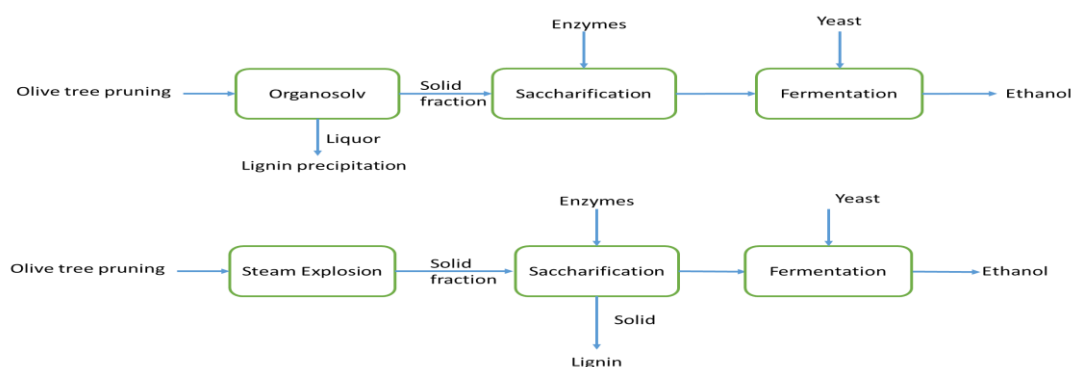 Enzymes
Yeast
Olive tree pruning
Organosolv
Solid
fraction
Saccharification
Fermentation
Ethanol
Liquor
Lignin precipitation
Enzymes
Yeast
Olive tree pruning
Steam Explosion
Solid
fraction
Saccharification
Fermentation
Ethanol
Solid
Lignin